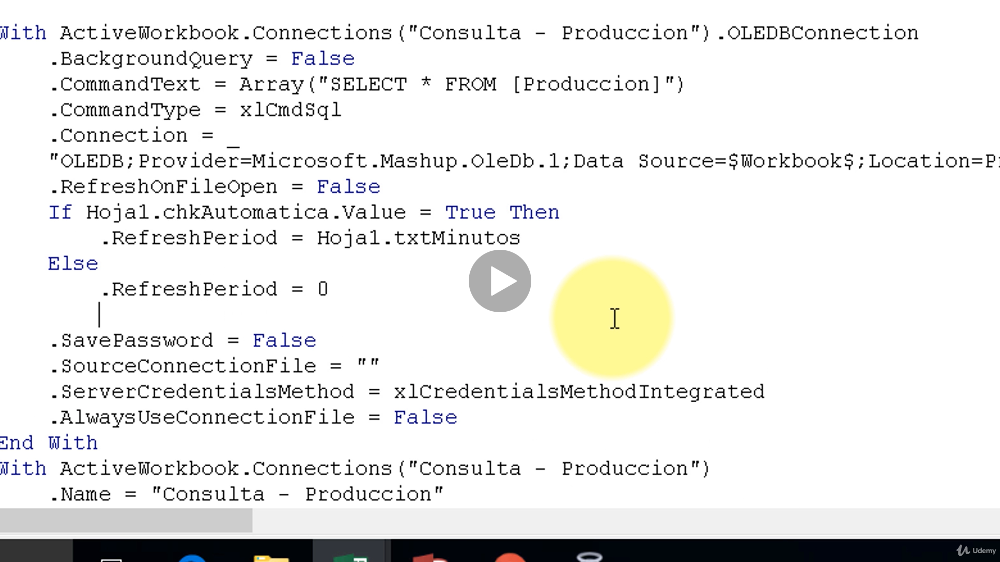 With ActiveWorkbook.Connections("Consulta - Produccion").OLEDBConnection
.BackgroundQuery = False
.CommandText = Array("SELECT * FROM [Produccion]")
.CommandType = xlCmdSql
.Connection = _
"OLEDB;Provider=Microsoft.Mashup.OleDb.1;Data Source=$Workbook$;Location=Pr
.RefreshOnFileOpen = False
If Hoja1.chkAutomatica.Value = True Then
.RefreshPeriod = Hoja1.txtMinutos
Else
.RefreshPeriod = 0
.SavePassword = False
.SourceConnectionFile = ""
.ServerCredentialsMethod = xlCredentialsMethodIntegrated
.AlwaysUseConnectionFile = False
End With
With ActiveWorkbook.Connections("Consulta - Produccion")
.Name = "Consulta - Produccion"
Udemy